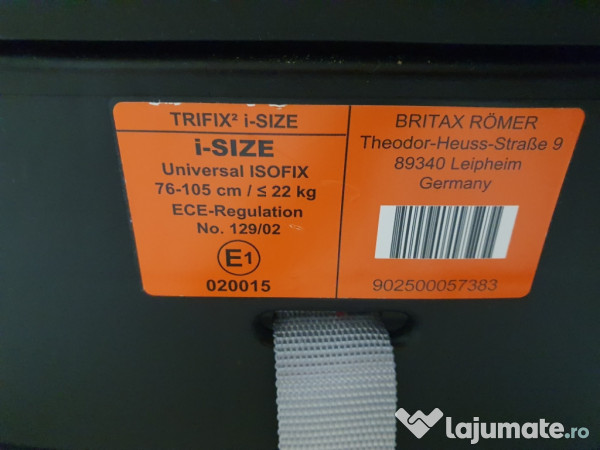 TRIFIX² i-SIZE
i-SIZE
Universal ISOFIX
76-105 cm / ≤ 22 kg
ECE-Regulation
No. 129/02
E1
020015
BRITAX RÖMER
Theodor-Heuss-Straße 9
89340 Leipheim
Germany
902500057383
lajumate.ro